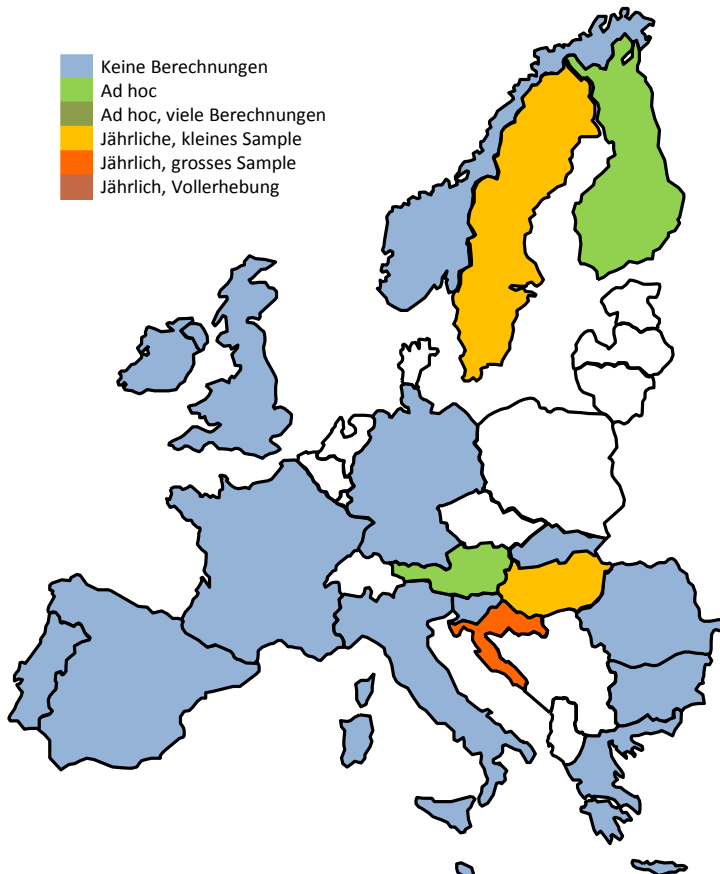 Keine Berechnungen
Ad hoc
Ad hoc, viele Berechnungen
Jährliche, kleines Sample
Jährlich, grosses Sample
Jährlich, Vollerhebung